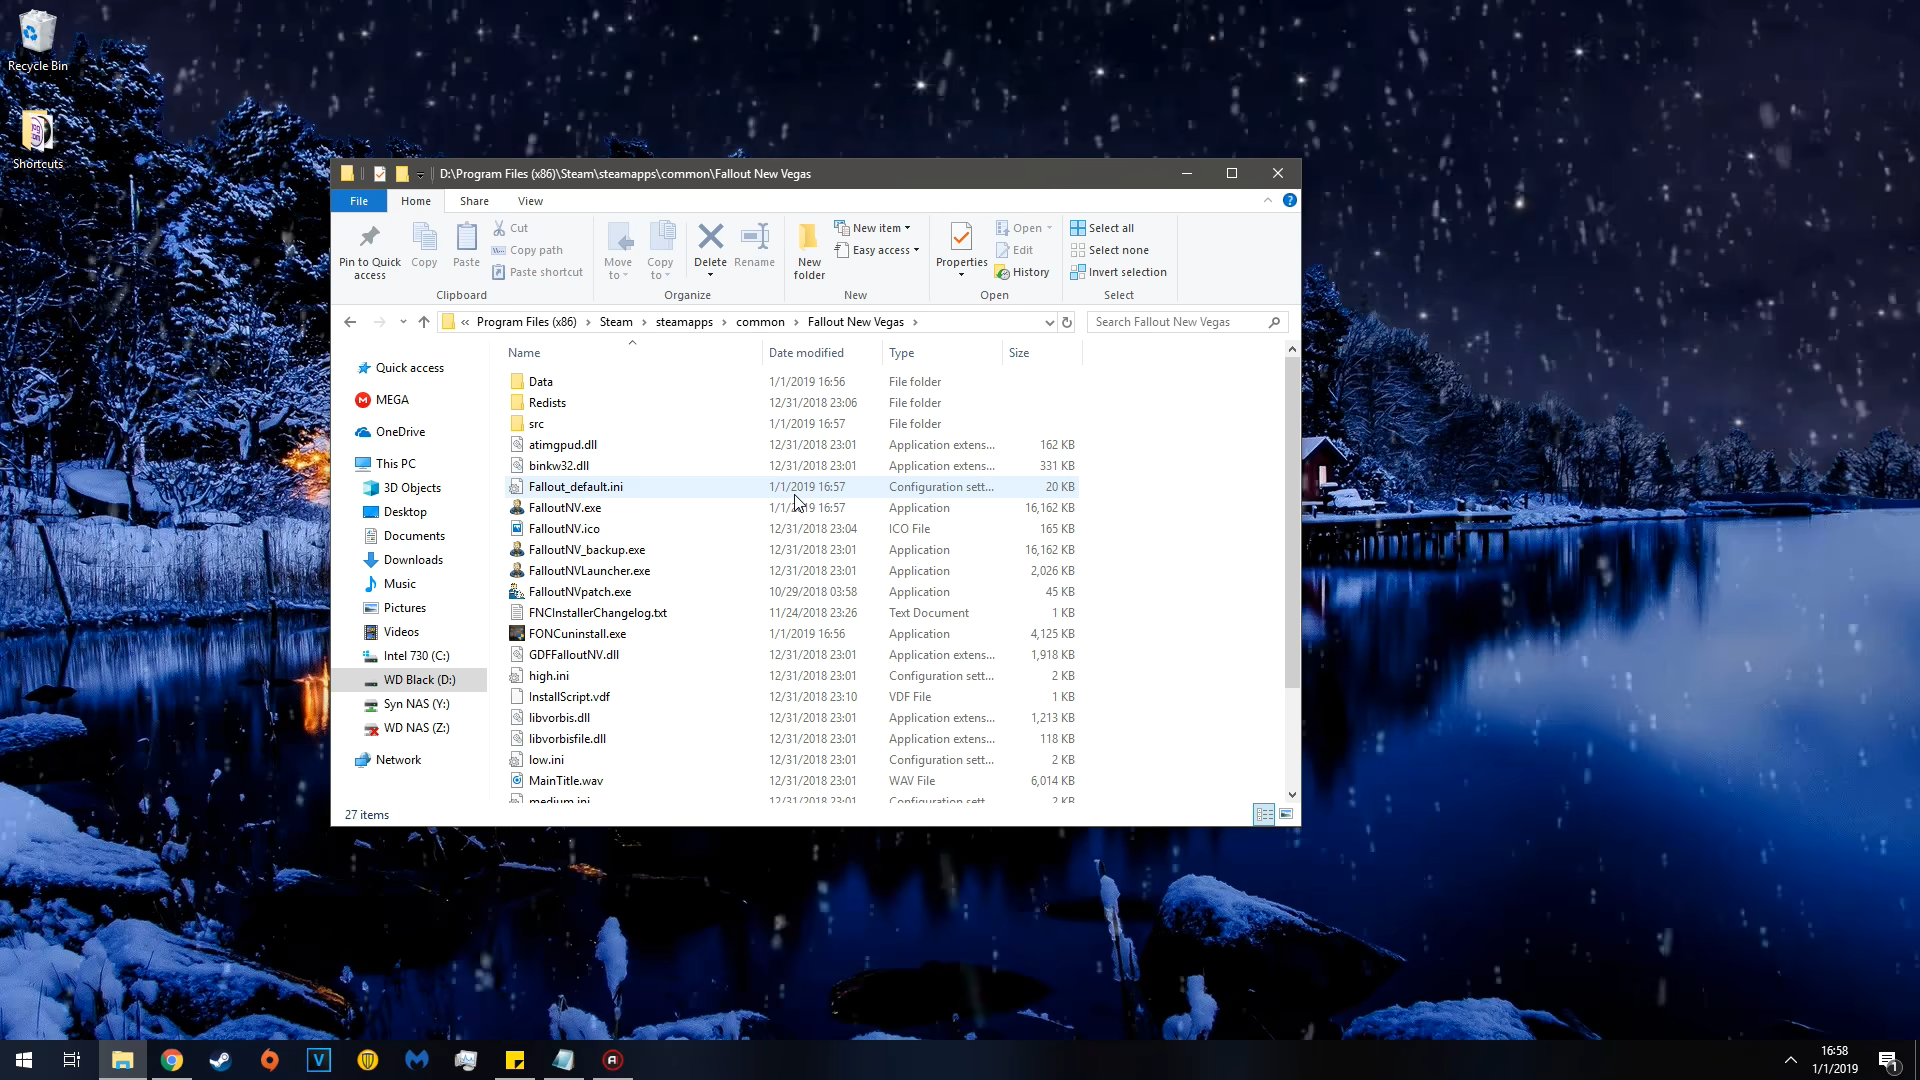 Recycle Bin
Shortcuts
D:\Program Files (x86)\Steam\steamapps\common\Fallout New Vegas
File Home Share View
Pin to Quick access
Copy
Paste
Cut
Copy path
Paste shortcut
Clipboard
Move to
Copy to
Delete
Rename
Organize
New folder
New item
Easy access
New
Properties
Open
Edit
History
Open
Select all
Select none
Invert selection
Select
« Program Files (x86) › Steam › steamapps › common › Fallout New Vegas ›
Search Fallout New Vegas
Quick access
MEGA
OneDrive
This PC
3D Objects
Desktop
Documents
Downloads
Music
Pictures
Videos
Intel 730 (C:)
WD Black (D:)
Syn NAS (Y:)
WD NAS (Z:)
Network
Name Date modified Type Size
Data 1/1/2019 16:56 File folder
Redists 12/31/2018 23:06 File folder
src 1/1/2019 16:57 File folder
atimgpud.dll 12/31/2018 23:01 Application extens... 162 KB
binkw32.dll 12/31/2018 23:01 Application extens... 331 KB
Fallout_default.ini 1/1/2019 16:57 Configuration sett... 20 KB
FalloutNV.exe 1/1/2019 16:57 Application 16,162 KB
FalloutNV.ico 12/31/2018 23:04 ICO File 165 KB
FalloutNV_backup.exe 12/31/2018 23:01 Application 16,162 KB
FalloutNVLauncher.exe 12/31/2018 23:01 Application 2,026 KB
FalloutNVpatch.exe 10/29/2018 03:58 Application 45 KB
FNCInstallerChangelog.txt 11/24/2018 23:26 Text Document 1 KB
FONCuninstall.exe 1/1/2019 16:56 Application 4,125 KB
GDFFalloutNV.dll 12/31/2018 23:01 Application extens... 1,918 KB
high.ini 12/31/2018 23:01 Configuration sett... 2 KB
InstallScript.vdf 12/31/2018 23:10 VDF File 1 KB
libvorbis.dll 12/31/2018 23:01 Application extens... 1,213 KB
libvorbisfile.dll 12/31/2018 23:01 Application extens... 118 KB
low.ini 12/31/2018 23:01 Configuration sett... 2 KB
MainTitle.wav 12/31/2018 23:01 WAV File 6,014 KB
medium.ini 12/31/2018 23:01 Configuration sett... 2 KB
27 items
16:58
1/1/2019
1